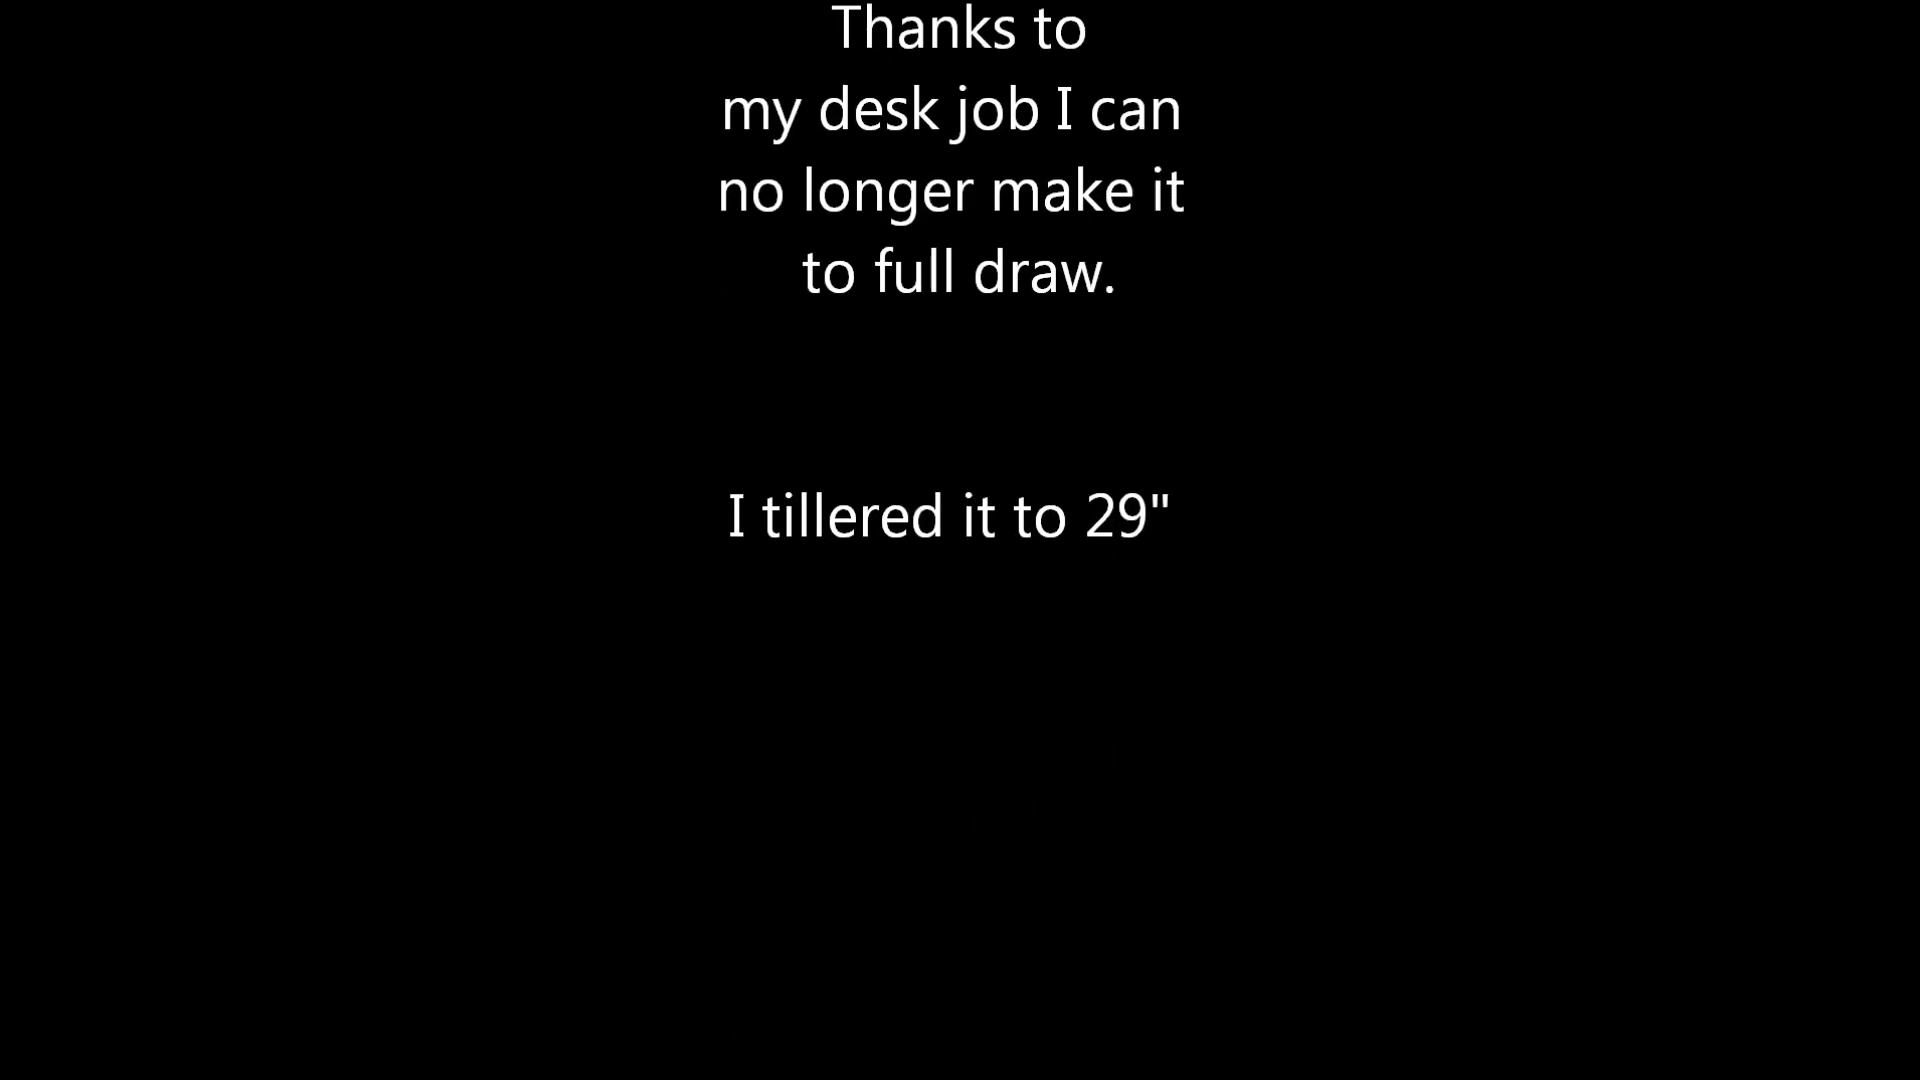 Thanks to
my desk job I can
no longer make it
to full draw.
I tillered it to 29"